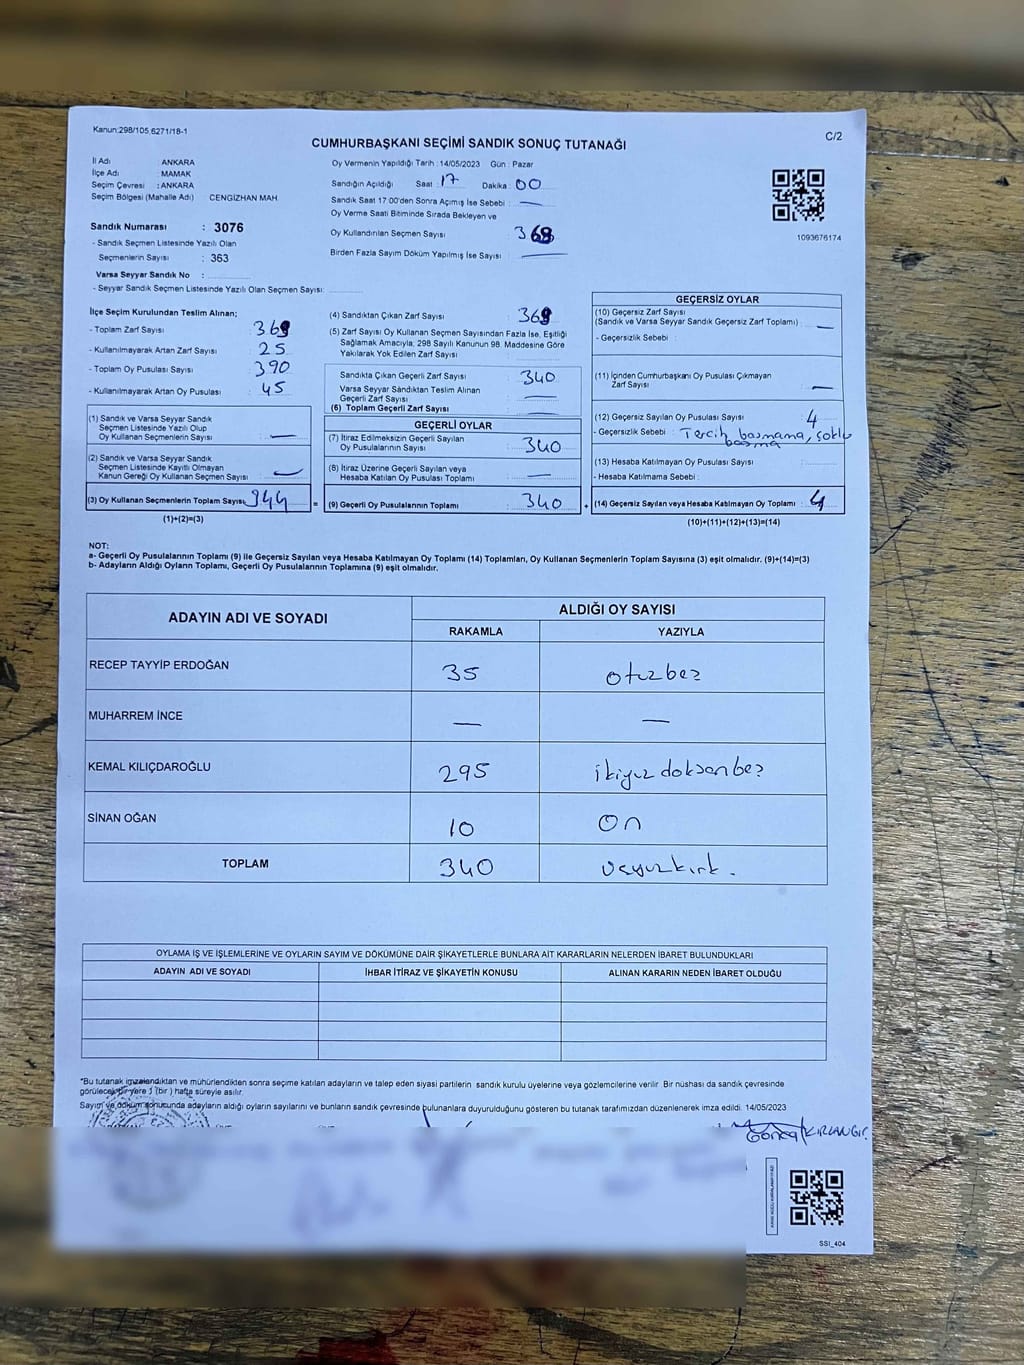 Kanun:298/105,6271/18-1
C/2
CUMHURBAŞKANI SEÇİMİ SANDIK SONUÇ TUTANAĞI
İl Adı : ANKARA
İlçe Adı : MAMAK
Seçim Çevresi : ANKARA
Seçim Bölgesi (Mahalle Adı) CENGİZHAN MAH
Sandık Numarası : 3076
- Sandık Seçmen Listesinde Yazılı Olan
Seçmenlerin Sayısı : 363
Varsa Seyyar Sandık No :
- Seyyar Sandık Seçmen Listesinde Yazılı Olan Seçmen Sayısı:
Oy Vermenin Yapıldığı Tarih : 14/05/2023 Gün : Pazar
Sandığın Açıldığı Saat : 17 Dakika : 00
Sandık Saat 17:00'den Sonra Açımış İse Sebebi : —
Oy Verme Saati Bitiminde Sırada Bekleyen ve
Oy Kullandırılan Seçmen Sayısı :
Birden Fazla Sayım Döküm Yapılmış İse Sayısı : —
1093676174
İlçe Seçim Kurulundan Teslim Alınan;
- Toplam Zarf Sayısı :
- Kullanılmayarak Artan Zarf Sayısı : 25
- Toplam Oy Pusulası Sayısı : 390
- Kullanılmayarak Artan Oy Pusulası : 45
(1) Sandık ve Varsa Seyyar Sandık
Seçmen Listesinde Yazılı Olup
Oy Kullanan Seçmenlerin Sayısı : —
(2) Sandık ve Varsa Seyyar Sandık
Seçmen Listesinde Kayıtlı Olmayan
Kanun Gereği Oy Kullanan Seçmen Sayısı : —
(3) Oy Kullanan Seçmenlerin Toplam Sayısı: 344 =
(1)+(2)=(3)
(4) Sandıktan Çıkan Zarf Sayısı :
(5) Zarf Sayısı Oy Kullanan Seçmen Sayısından Fazla İse, Eşitliği
Sağlamak Amacıyla, 298 Sayılı Kanunun 98. Maddesine Göre
Yakılarak Yok Edilen Zarf Sayısı :
Sandıkta Çıkan Geçerli Zarf Sayısı : 340
Varsa Seyyar Sandıktan Teslim Alınan
Geçerli Zarf Sayısı : —
(6) Toplam Geçerli Zarf Sayısı : —
GEÇERLİ OYLAR
(7) İtiraz Edilmeksizin Geçerli Sayılan
Oy Pusulalarının Sayısı : 340
(8) İtiraz Üzerine Geçerli Sayılan veya
Hesaba Katılan Oy Pusulası Toplamı : —
(9) Geçerli Oy Pusulalarının Toplamı : 340 +
GEÇERSİZ OYLAR
(10) Geçersiz Zarf Sayısı
(Sandık ve Varsa Seyyar Sandık Geçersiz Zarf Toplamı) : —
- Geçersizlik Sebebi :
(11) İçinden Cumhurbaşkanı Oy Pusulası Çıkmayan
Zarf Sayısı : —
(12) Geçersiz Sayılan Oy Pusulası Sayısı : 4
- Geçersizlik Sebebi : Tercih basmama, çoklu
basma
(13) Hesaba Katılmayan Oy Pusulası Sayısı :
- Hesaba Katılmama Sebebi :
(14) Geçersiz Sayılan veya Hesaba Katılmayan Oy Toplamı : 4
(10)+(11)+(12)+(13)=(14)
NOT:
a- Geçerli Oy Pusulalarının Toplamı (9) ile Geçersiz Sayılan veya Hesaba Katılmayan Oy Toplamı (14) Toplamları, Oy Kullanan Seçmenlerin Toplam Sayısına (3) eşit olmalıdır. (9)+(14)=(3)
b- Adayların Aldığı Oyların Toplamı, Geçerli Oy Pusulalarının Toplamına (9) eşit olmalıdır.
ADAYIN ADI VE SOYADI
ALDIĞI OY SAYISI
RAKAMLA YAZIYLA
RECEP TAYYİP ERDOĞAN 35 otuzbeş
MUHARREM İNCE — —
KEMAL KILIÇDAROĞLU 295 ikiyüz doksanbeş
SİNAN OĞAN 10 on
TOPLAM 340 üçyüzkırk.
OYLAMA İŞ VE İŞLEMLERİNE VE OYLARIN SAYIM VE DÖKÜMÜNE DAİR ŞİKAYETLERLE BUNLARA AİT KARARLARIN NELERDEN İBARET BULUNDUKLARI
ADAYIN ADI VE SOYADI İHBAR İTİRAZ VE ŞİKAYETİN KONUSU ALINAN KARARIN NEDEN İBARET OLDUĞU
*Bu tutanak imzalandıktan ve mühürlendikten sonra seçime katılan adayların ve talep eden siyasi partilerin sandık kurulu üyelerine veya gözlemcilerine verilir. Bir nüshası da sandık çevresinde
görülecek bir yere 1 (bir) hafta süreyle asılır.
Sayım ve döküm sonucunda adayların aldığı oyların sayılarını ve bunların sandık çevresinde bulunanlara duyurulduğunu gösteren bu tutanak tarafımızdan düzenlenerek imza edildi. 14/05/2023
SSI_404